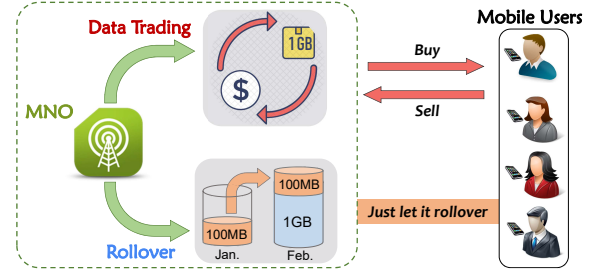 Data Trading
Mobile Users
1GB
$
Buy
Sell
MNO
100MB
100MB
1GB
Just let it rollover
Rollover
Jan.
Feb.